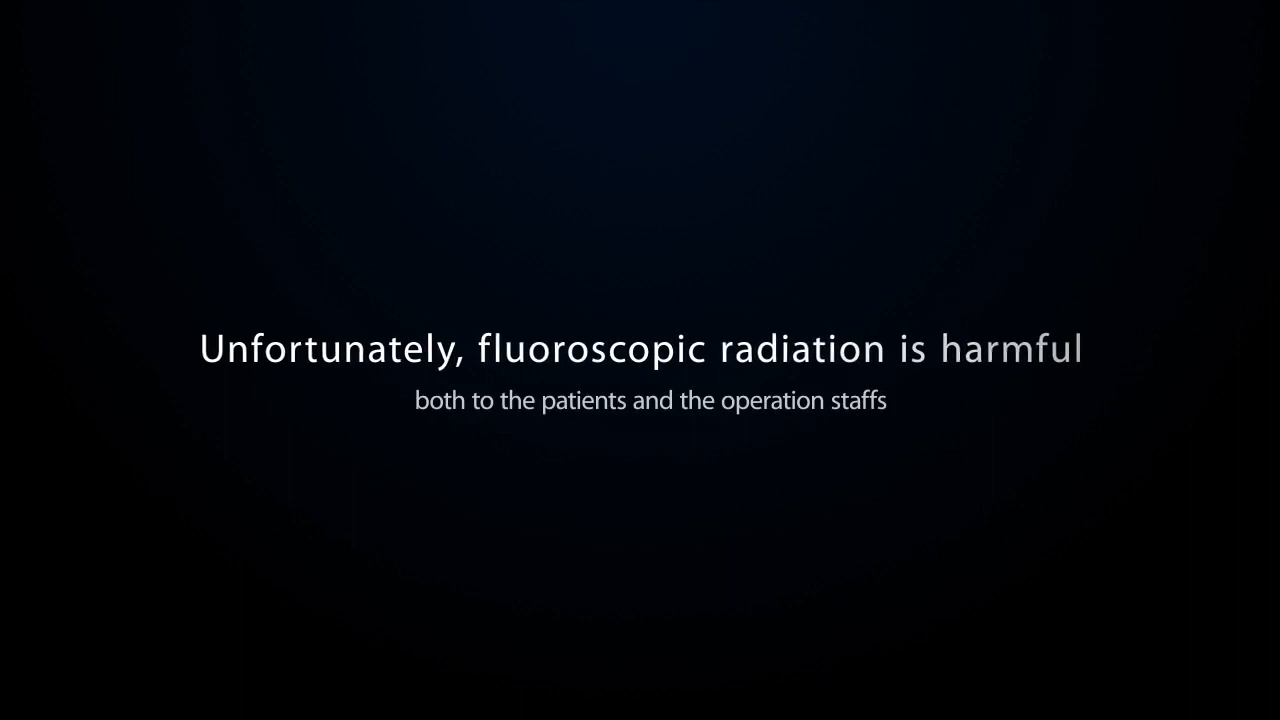 Unfortunately, fluoroscopic radiation is harmful
both to the patients and the operation staffs